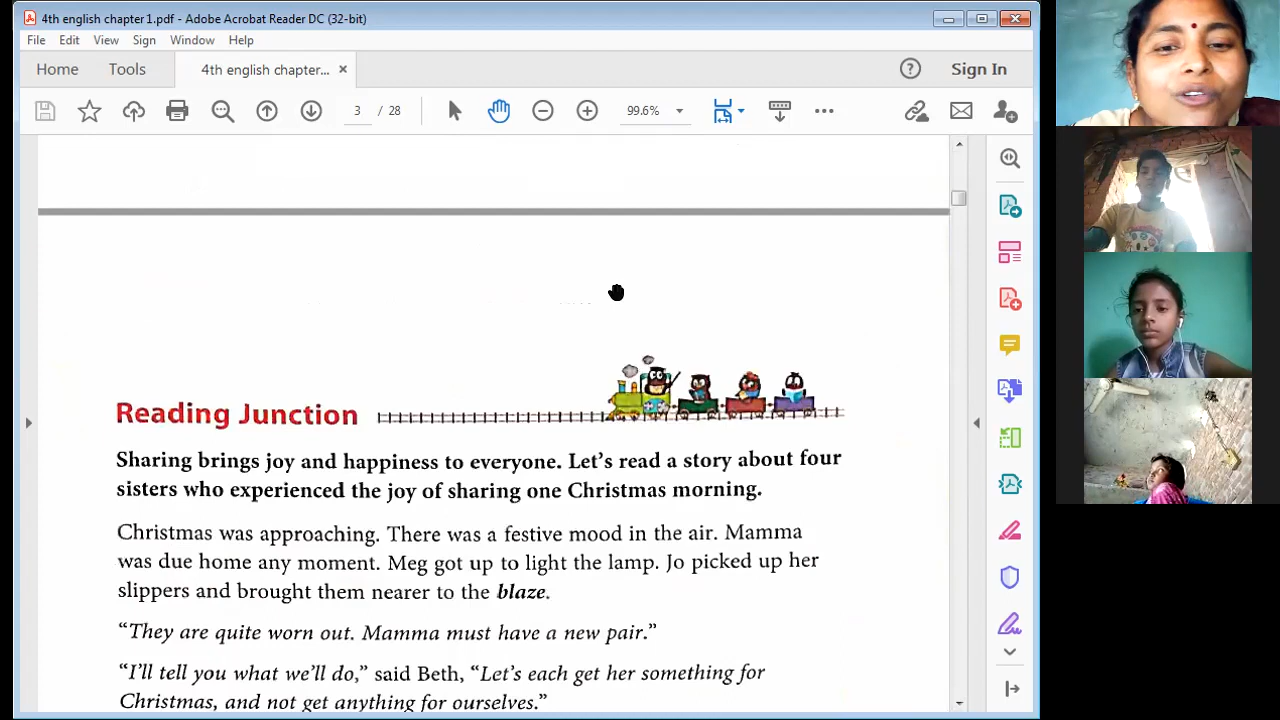 4th english chapter 1.pdf - Adobe Acrobat Reader DC (32-bit)
File Edit View Sign Window Help
Home Tools 4th english chapter... Sign In
3 / 28 99.6%
Reading Junction
Sharing brings joy and happiness to everyone. Let's read a story about four
sisters who experienced the joy of sharing one Christmas morning.
Christmas was approaching. There was a festive mood in the air. Mamma
was due home any moment. Meg got up to light the lamp. Jo picked up her
slippers and brought them nearer to the blaze.
“They are quite worn out. Mamma must have a new pair.”
“I'll tell you what we'll do,” said Beth, “Let's each get her something for
Christmas, and not get anything for ourselves.”